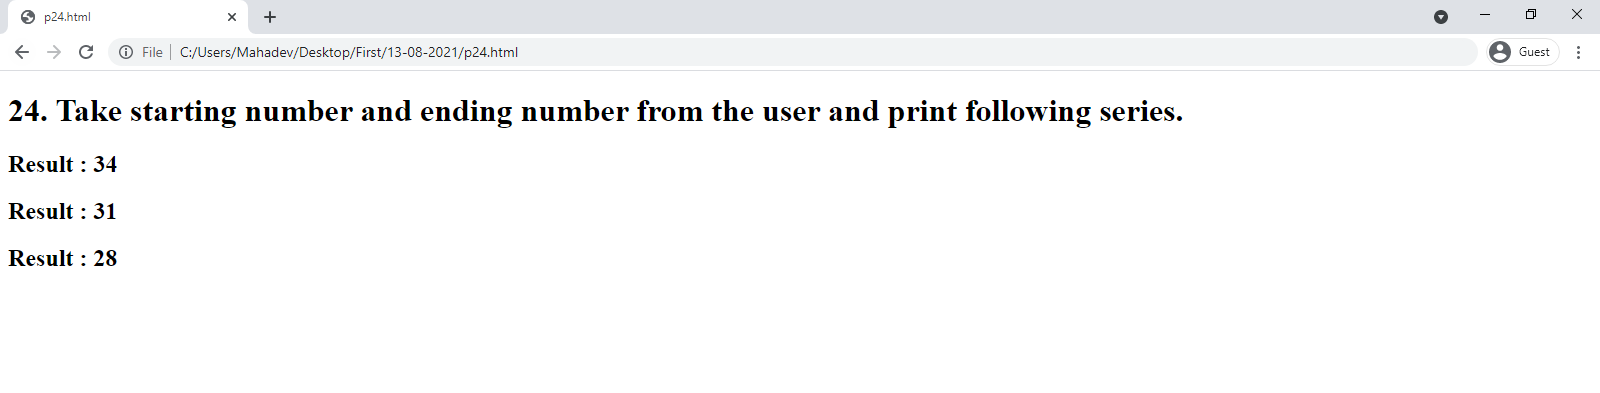 p24.html
File | C:/Users/Mahadev/Desktop/First/13-08-2021/p24.html
Guest
24. Take starting number and ending number from the user and print following series.
Result : 34
Result : 31
Result : 28